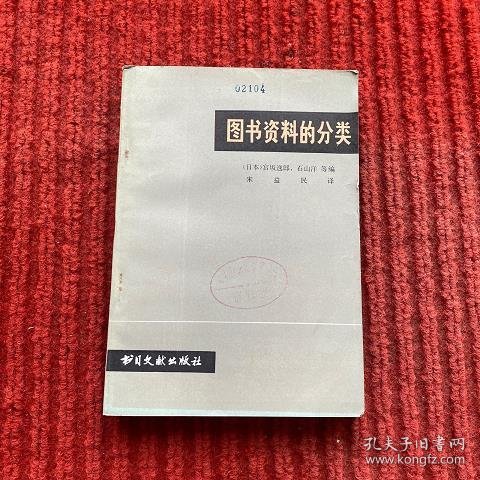 02104
图书资料的分类
（日本）宫坂逸郎、石山洋 等编
宋益民译
书目文献出版社
孔夫子旧书网
www.kongfz.com